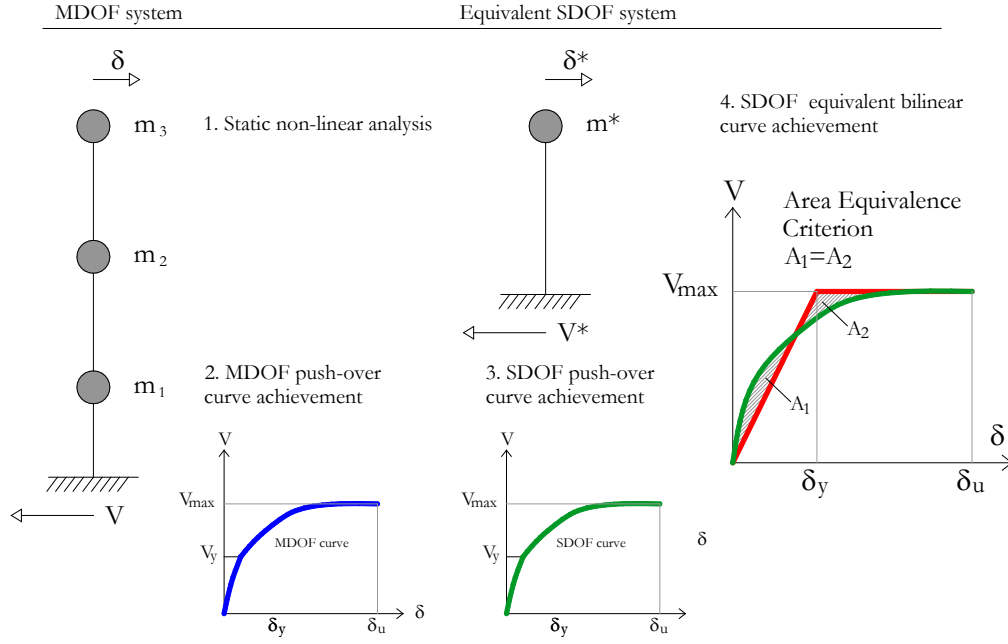 MDOF system
Equivalent SDOF system
δ
m3
m2
m1
V
1. Static non-linear analysis
δ*
m*
V*
2. MDOF push-over
curve achievement
V
Vmax
Vy
MDOF curve
δy
δu
δ
3. SDOF push-over
curve achievement
V
Vmax
Vy
SDOF curve
δy
δu
δ
4. SDOF equivalent bilinear
curve achievement
V
Area Equivalence
Criterion
A1=A2
Vmax
A2
A1
δ
δy
δu